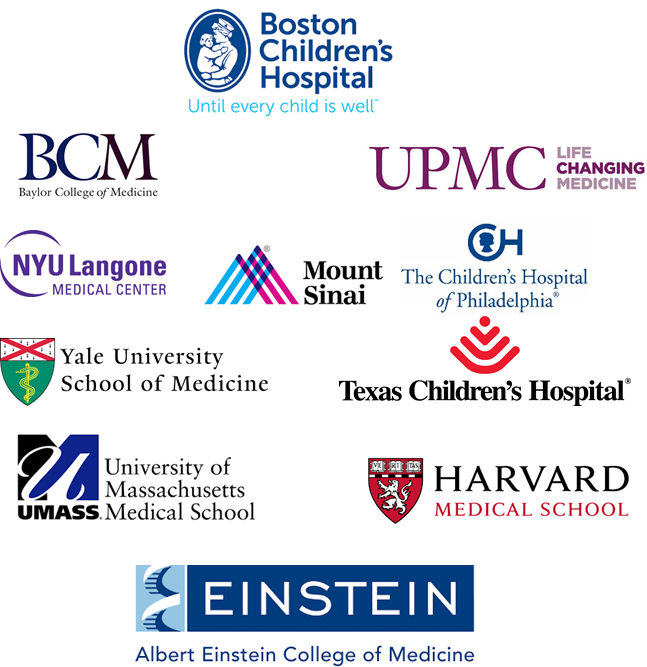 Boston
Children's
Hospital
Until every child is well™
BCM
Baylor College of Medicine
UPMC
LIFE
CHANGING
MEDICINE
NYU Langone
MEDICAL CENTER
Mount
Sinai
®
CH
The Children's Hospital
of Philadelphia®
Yale University
School of Medicine
Texas Children's Hospital®
UMASS
University of
Massachusetts
Medical School
VE RI TAS
HARVARD
MEDICAL SCHOOL
EINSTEIN
Albert Einstein College of Medicine